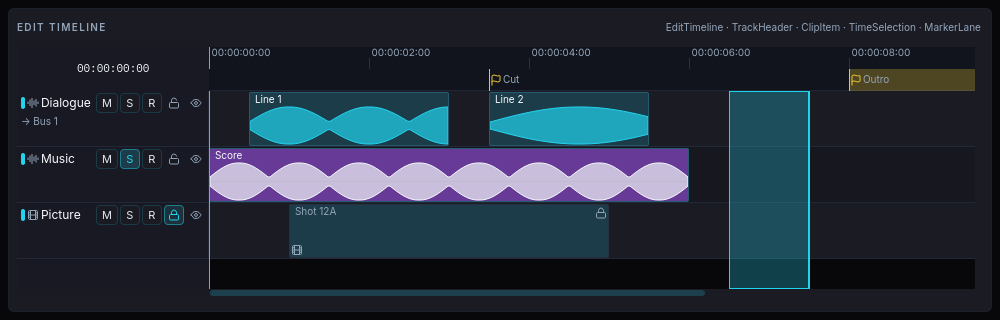 EDIT TIMELINE
EditTimeline · TrackHeader · ClipItem · TimeSelection · MarkerLane
00:00:00:00
00:00:00:00 00:00:02:00 00:00:04:00 00:00:06:00 00:00:08:00
Cut Outro
Dialogue M S R
→ Bus 1
Line 1 Line 2
Music M S R
Score
Picture M S R
Shot 12A